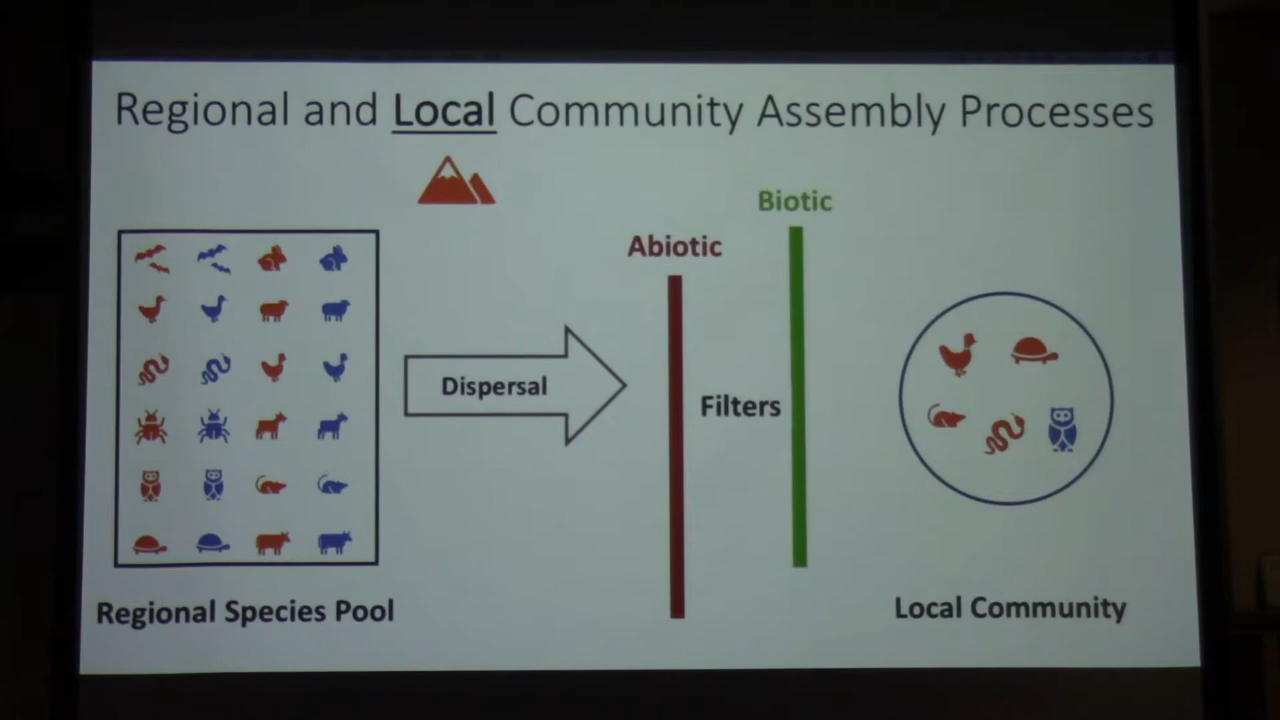 Regional and Local Community Assembly Processes
Biotic
Abiotic
Dispersal
Filters
Regional Species Pool
Local Community